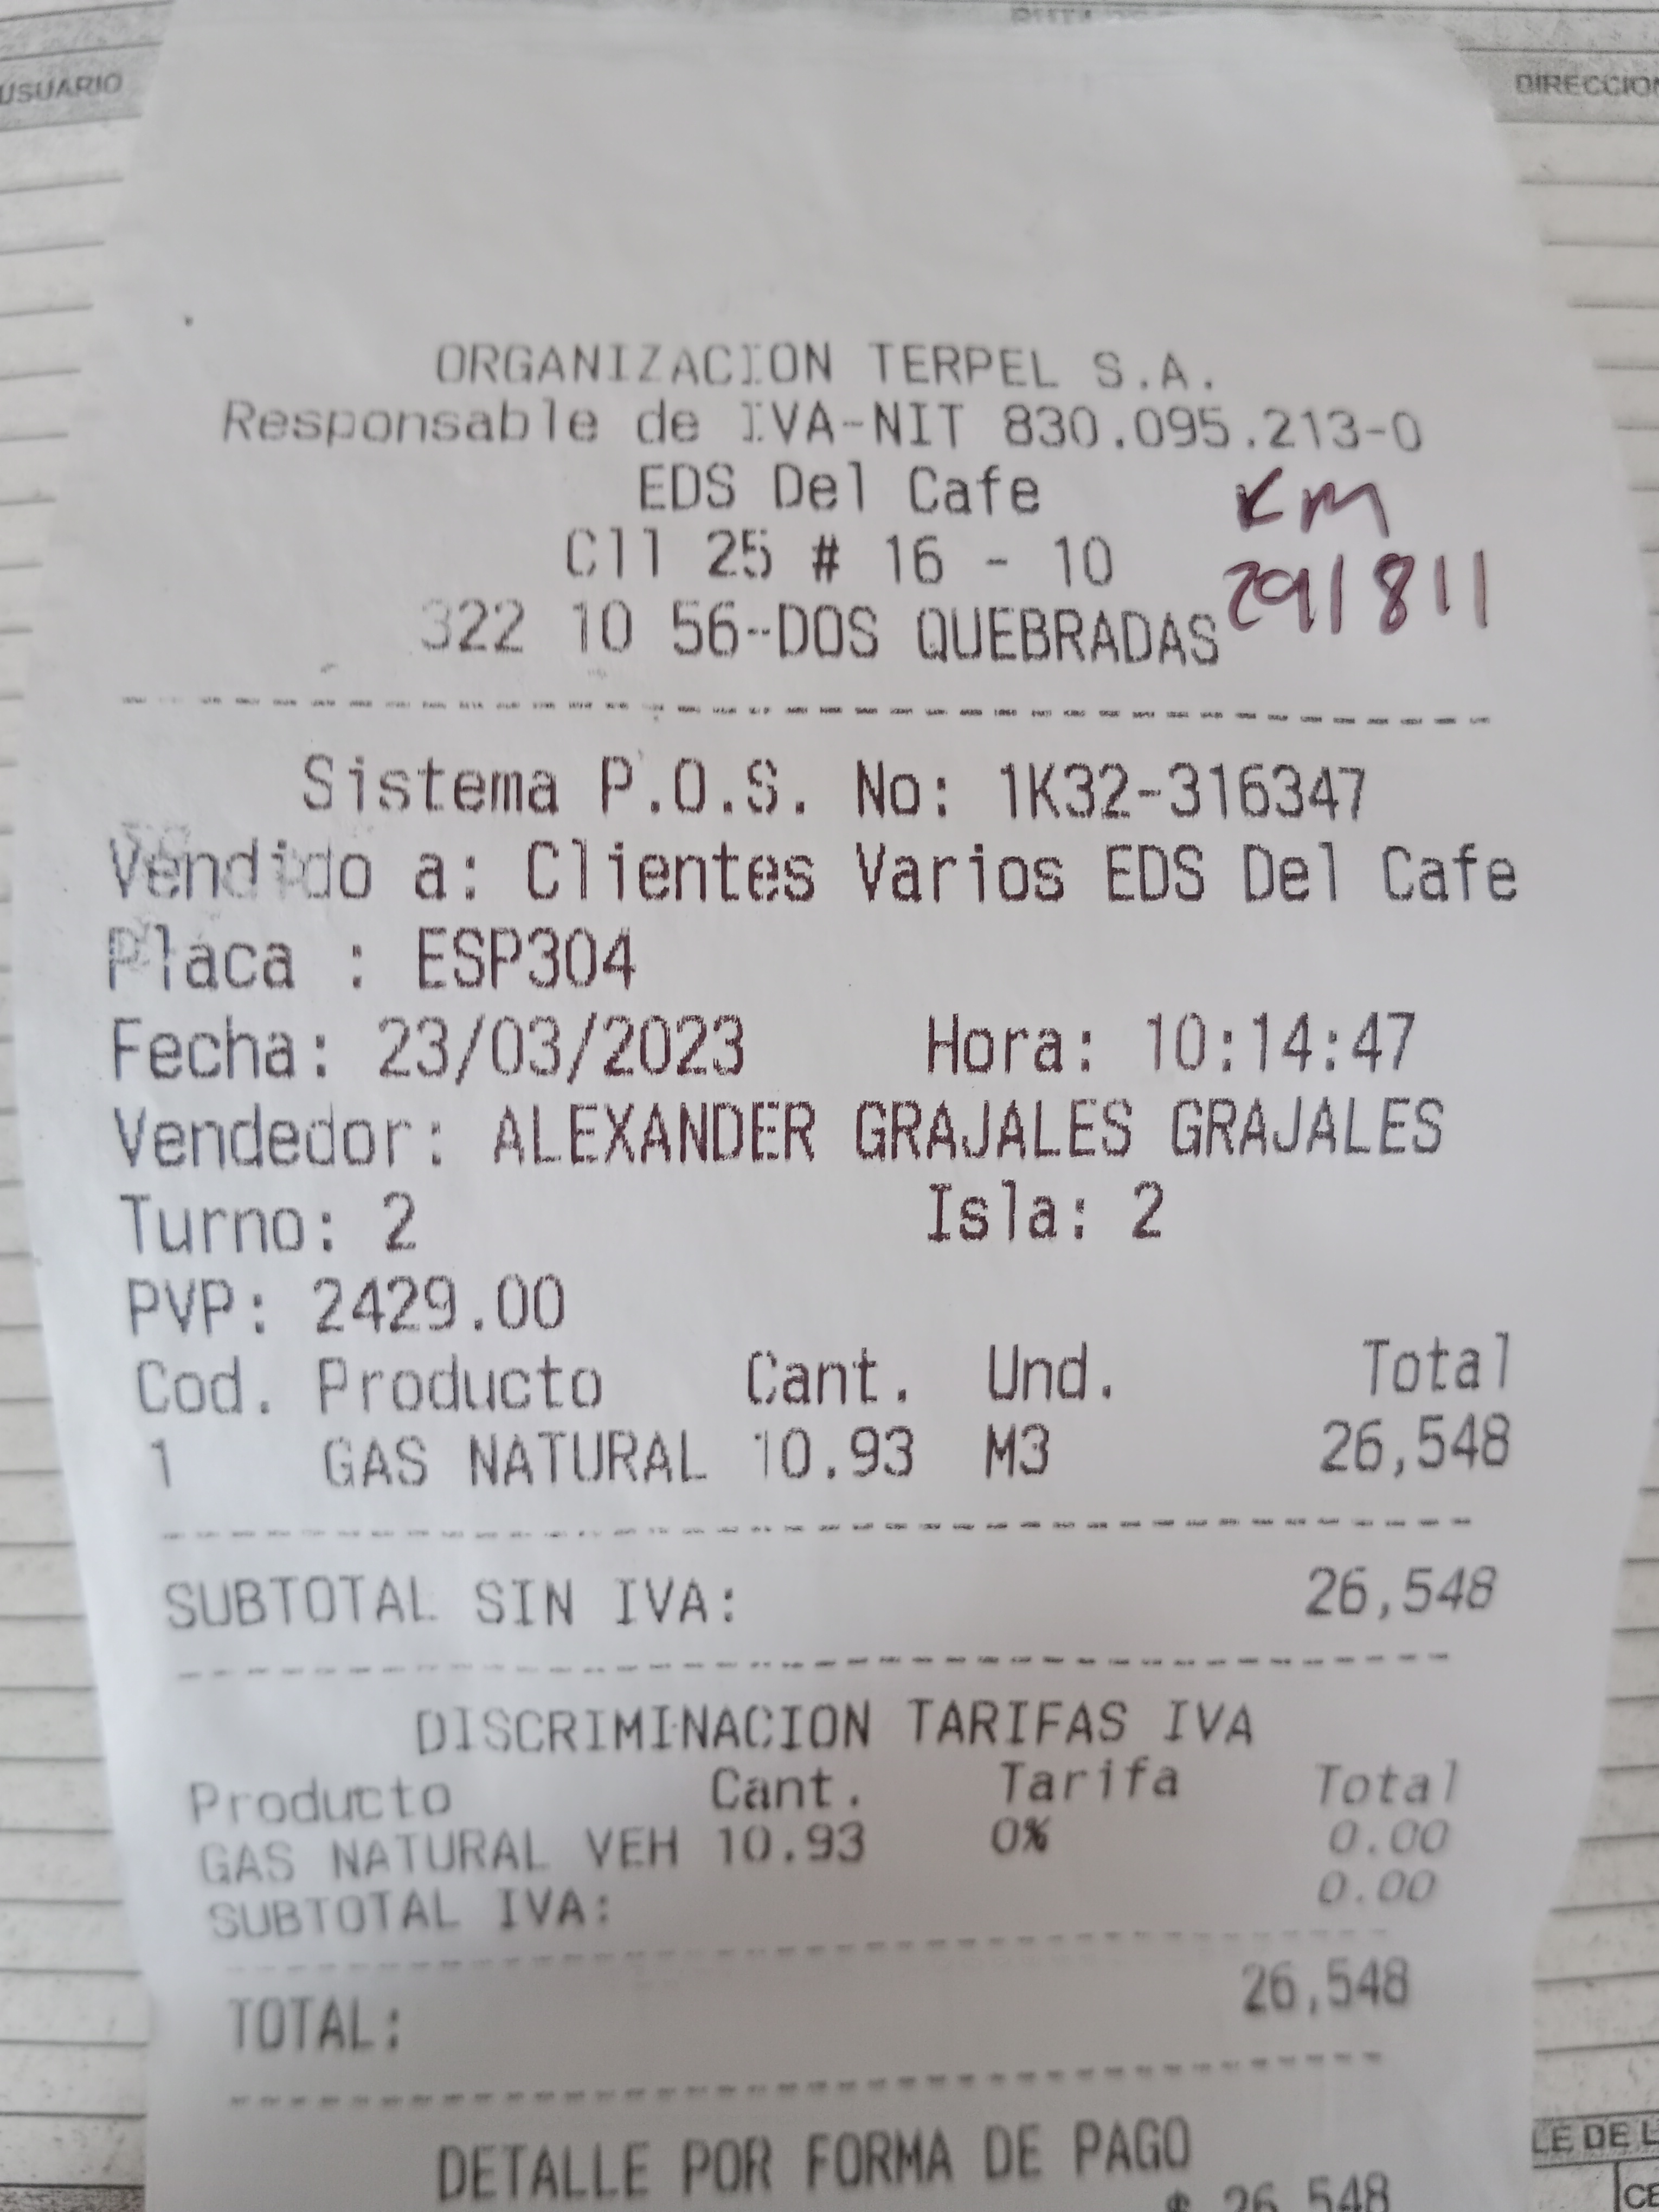 USUARIO
DIRECCION
ORGANIZACION TERPEL S.A.
Responsable de IVA-NIT 830.095.213-0
EDS Del Cafe
KM
Cll 25 # 16 - 10
291811
322 10 56--DOS QUEBRADAS
Sistema P.O.S. No: 1K32-316347
Vendido a: Clientes Varios EDS Del Cafe
Placa : ESP304
Fecha: 23/03/2023 Hora: 10:14:47
Vendedor: ALEXANDER GRAJALES GRAJALES
Turno: 2 Isla: 2
PVP: 2429.00
Cod. Producto Cant. Und. Total
1 GAS NATURAL 10.93 M3 26,548
SUBTOTAL SIN IVA: 26,548
DISCRIMINACION TARIFAS IVA
Producto Cant. Tarifa Total
GAS NATURAL VEH 10.93 0% 0.00
SUBTOTAL IVA: 0.00
TOTAL: 26,548
DETALLE POR FORMA DE PAGO
$ 26,548
LE DE L
CE